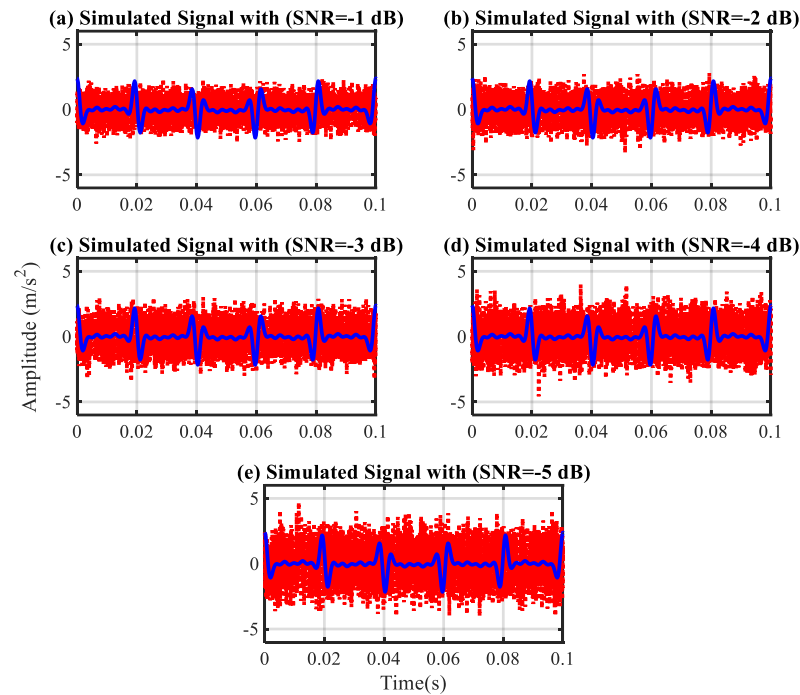 (a) Simulated Signal with (SNR=-1 dB)
(b) Simulated Signal with (SNR=-2 dB)
5
0
-5
0 0.02 0.04 0.06 0.08 0.1
5
0
-5
0 0.02 0.04 0.06 0.08 0.1
(c) Simulated Signal with (SNR=-3 dB)
(d) Simulated Signal with (SNR=-4 dB)
Amplitude (m/s²)
5
0
-5
0 0.02 0.04 0.06 0.08 0.1
5
0
-5
0 0.02 0.04 0.06 0.08 0.1
(e) Simulated Signal with (SNR=-5 dB)
5
0
-5
0 0.02 0.04 0.06 0.08 0.1
Time(s)